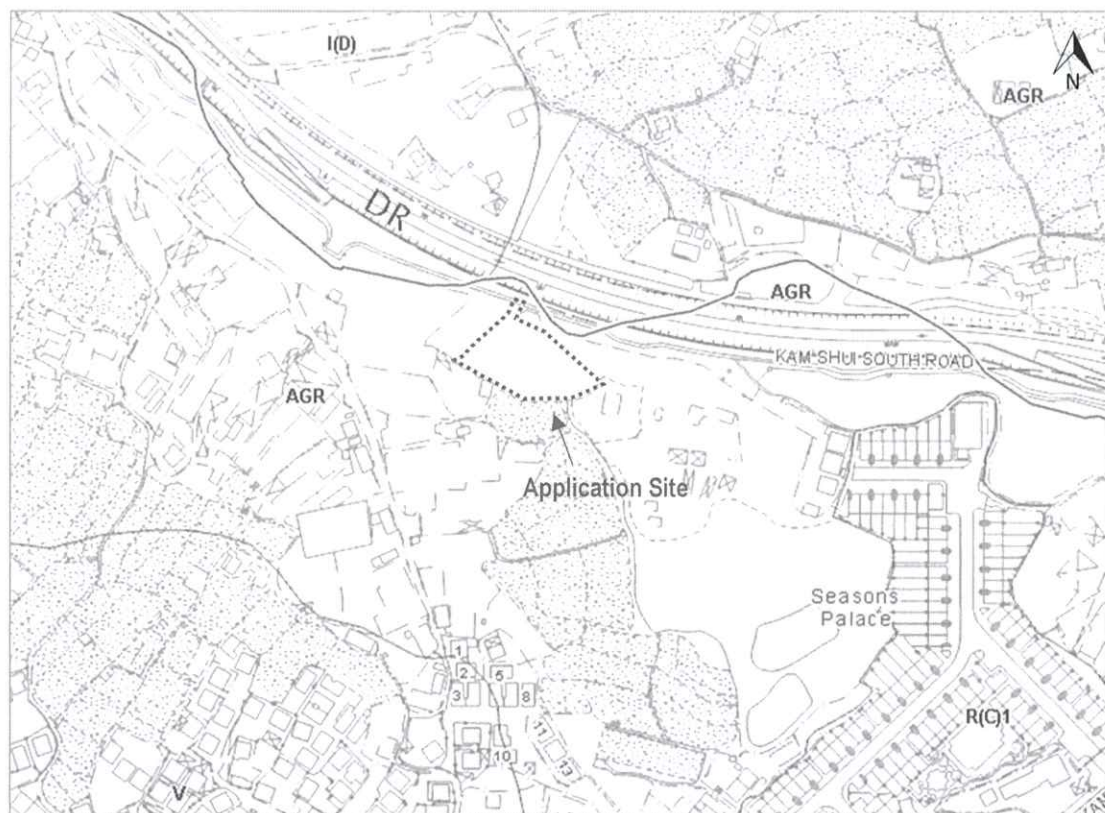 I(D)
N
AGR
DR
AGR
KAM SHUI SOUTH ROAD
AGR
Application Site
Seasons
Palace
1
2
5
3
8
10
11
13
R(C)1
V